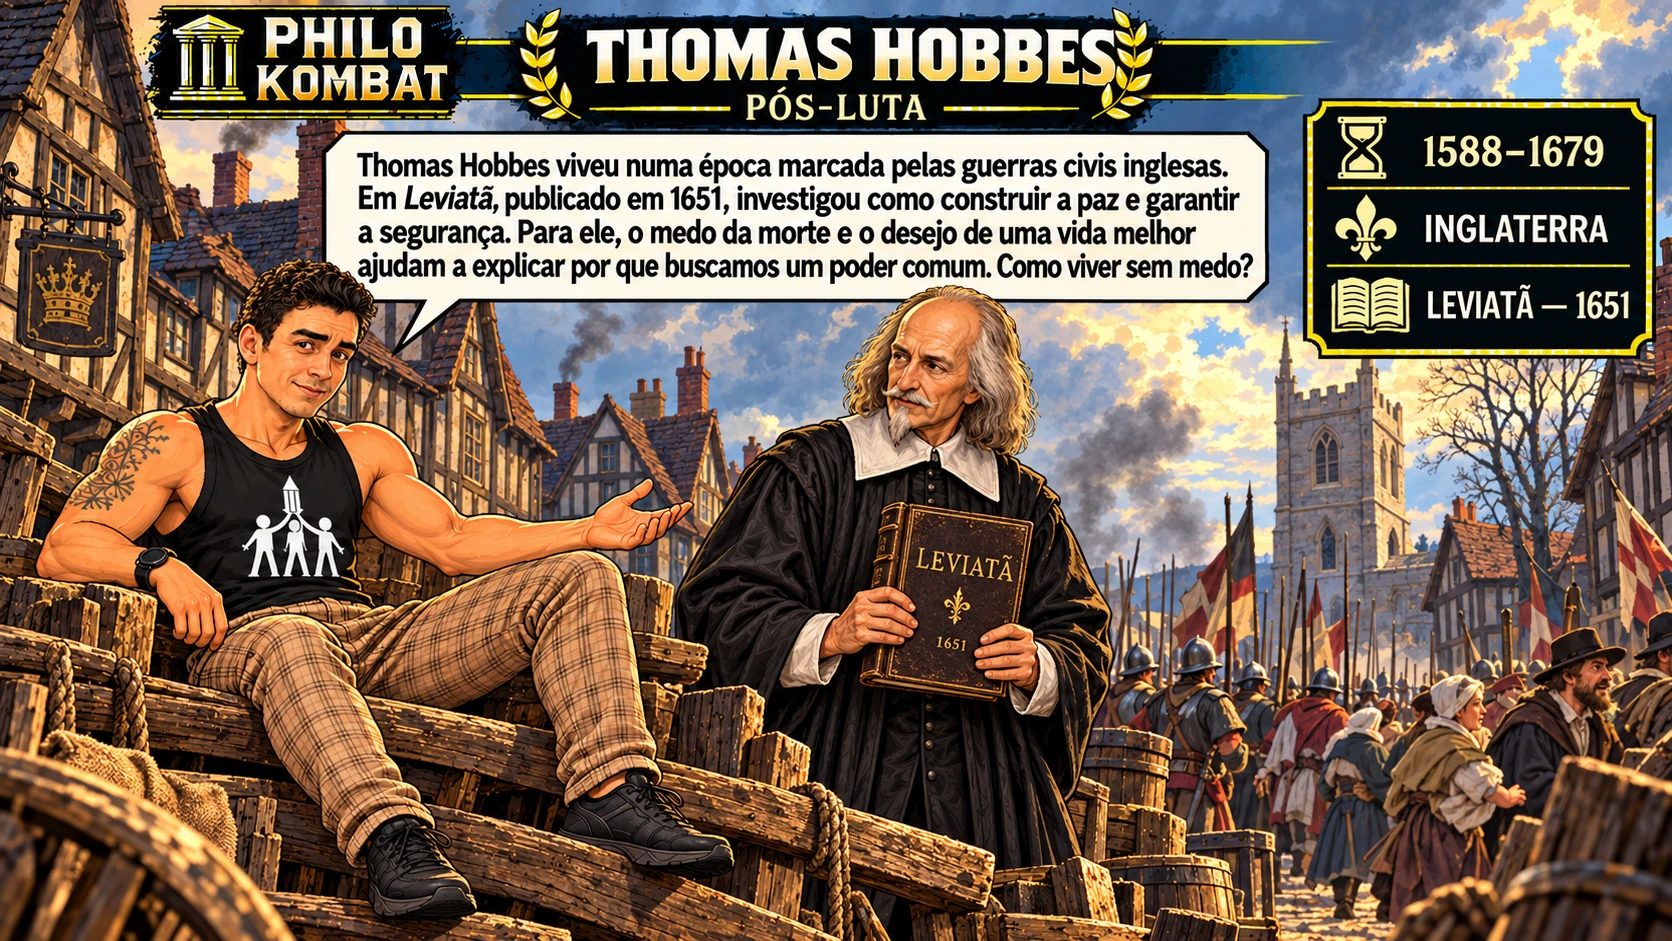 PHILO
KOMBAT
THOMAS HOBBES
PÓS-LUTA
Thomas Hobbes viveu numa época marcada pelas guerras civis inglesas.
Em Leviatã, publicado em 1651, investigou como construir a paz e garantir
a segurança. Para ele, o medo da morte e o desejo de uma vida melhor
ajudam a explicar por que buscamos um poder comum. Como viver sem medo?
1588–1679
INGLATERRA
LEVIATÃ — 1651
LEVIATÃ
1651